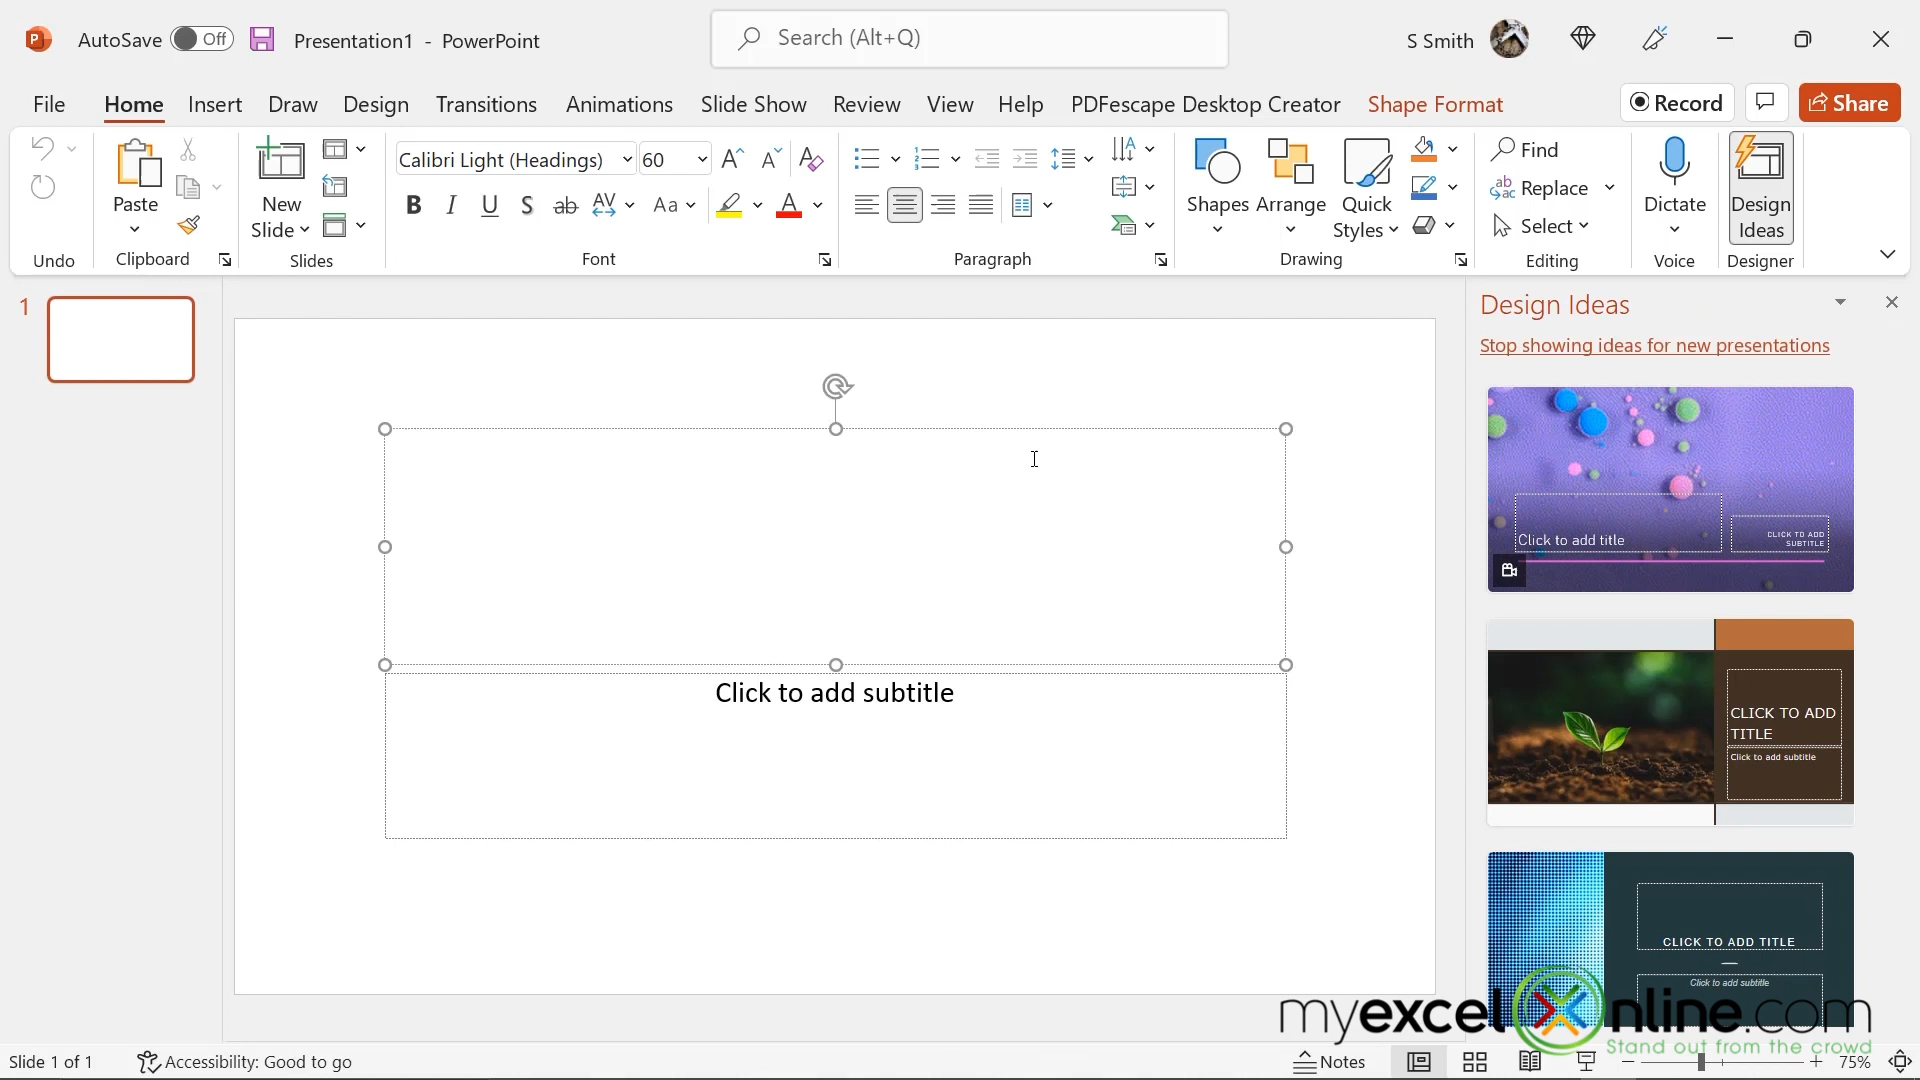 AutoSave Off Presentation1 - PowerPoint Search (Alt+Q) S Smith
File Home Insert Draw Design Transitions Animations Slide Show Review View Help PDFescape Desktop Creator Shape Format Record Share
Paste
New
Slide
Calibri Light (Headings) 60
B I U S ab AV Aa A
Shapes Arrange Quick
Styles
Find
Replace
Select
Dictate
Design
Ideas
Undo Clipboard Slides Font Paragraph Drawing Editing Voice Designer
1
Click to add subtitle
Design Ideas
Stop showing ideas for new presentations
Click to add title
CLICK TO ADD
SUBTITLE
CLICK TO ADD
TITLE
Click to add subtitle
CLICK TO ADD TITLE
Click to add subtitle
myexcelonline.com
Stand out from the crowd
Slide 1 of 1 Accessibility: Good to go Notes 75%